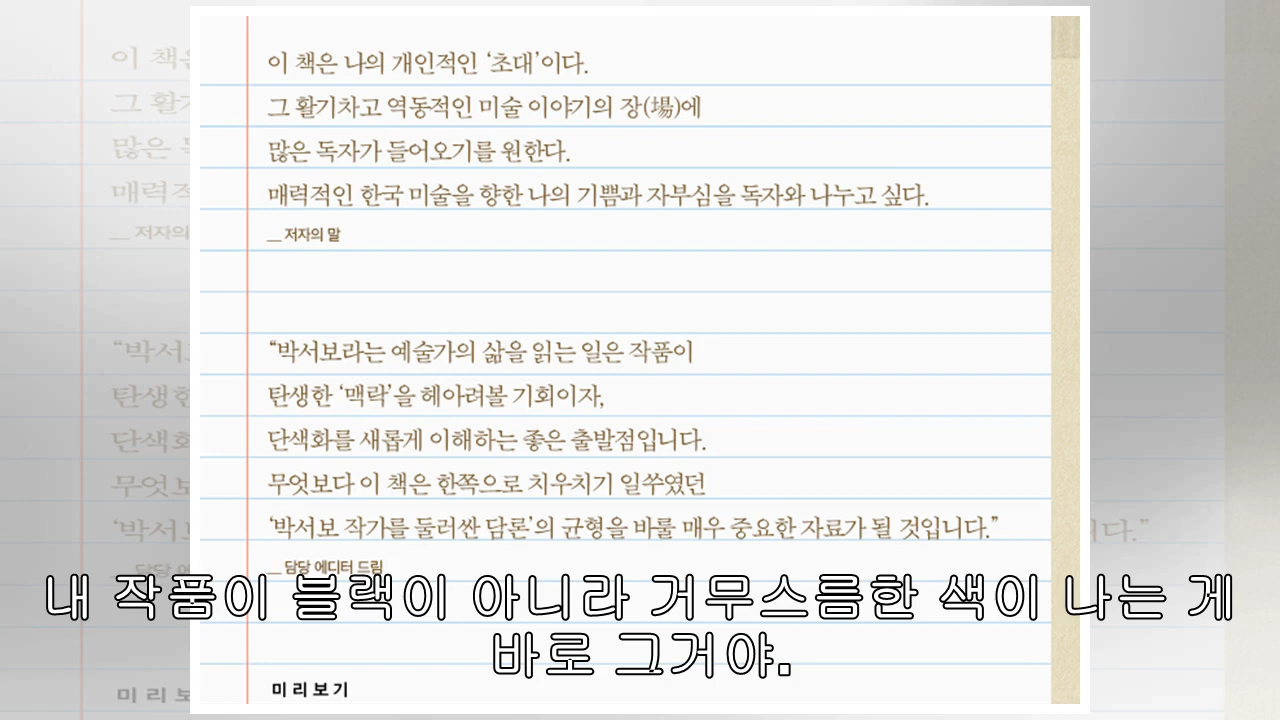 이 책은 나의 개인적인 ‘초대’이다.
그 활기차고 역동적인 미술 이야기의 장(場)에
많은 독자가 들어오기를 원한다.
매력적인 한국 미술을 향한 나의 기쁨과 자부심을 독자와 나누고 싶다.
_ 저자의 말
“박서보라는 예술가의 삶을 읽는 일은 작품이
탄생한 ‘맥락’을 헤아려볼 기회이자,
단색화를 새롭게 이해하는 좋은 출발점입니다.
무엇보다 이 책은 한쪽으로 치우치기 일쑤였던
‘박서보 작가를 둘러싼 담론’의 균형을 바룰 매우 중요한 자료가 될 것입니다.”
_ 담당 에디터 드림
내 작품이 블랙이 아니라 거무스름한 색이 나는 게
바로 그거야.
미리보기